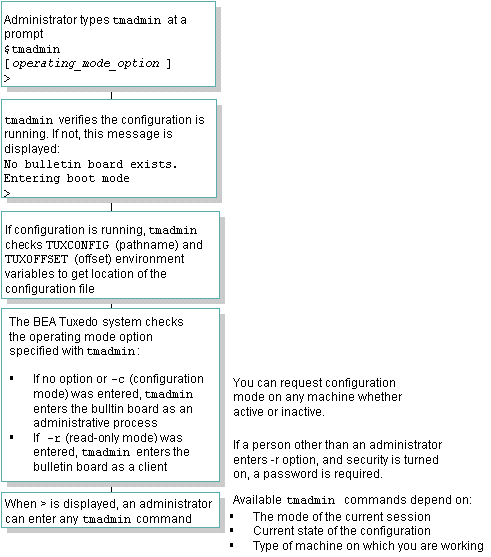 Administrator types tmadmin at a
prompt
$tmadmin
[operating_mode_option ]
>
tmadmin verifies the configuration is
running. If not, this message is
displayed:
No bulletin board exists.
Entering boot mode
>
If configuration is running, tmadmin
checks TUXCONFIG (pathname) and
TUXOFFSET (offset) environment
variables to get location of the
configuration file
The BEA Tuxedo system checks
the operating mode option
specified with tmadmin:
▪ If no option or -c (configuration
mode) was entered, tmadmin
enters the bulltin board as an
administrative process
▪ If -r (read-only mode) was
entered, tmadmin enters the
bulletin board as a client
When > is displayed, an administrator
can enter any tmadmin command
You can request configuration
mode on any machine whether
active or inactive.
If a person other than an administrator
enters -r option, and security is turned
on, a password is required.
Available tmadmin commands depend on:
▪ The mode of the current session
▪ Current state of the configuration
▪ Type of machine on which you are working